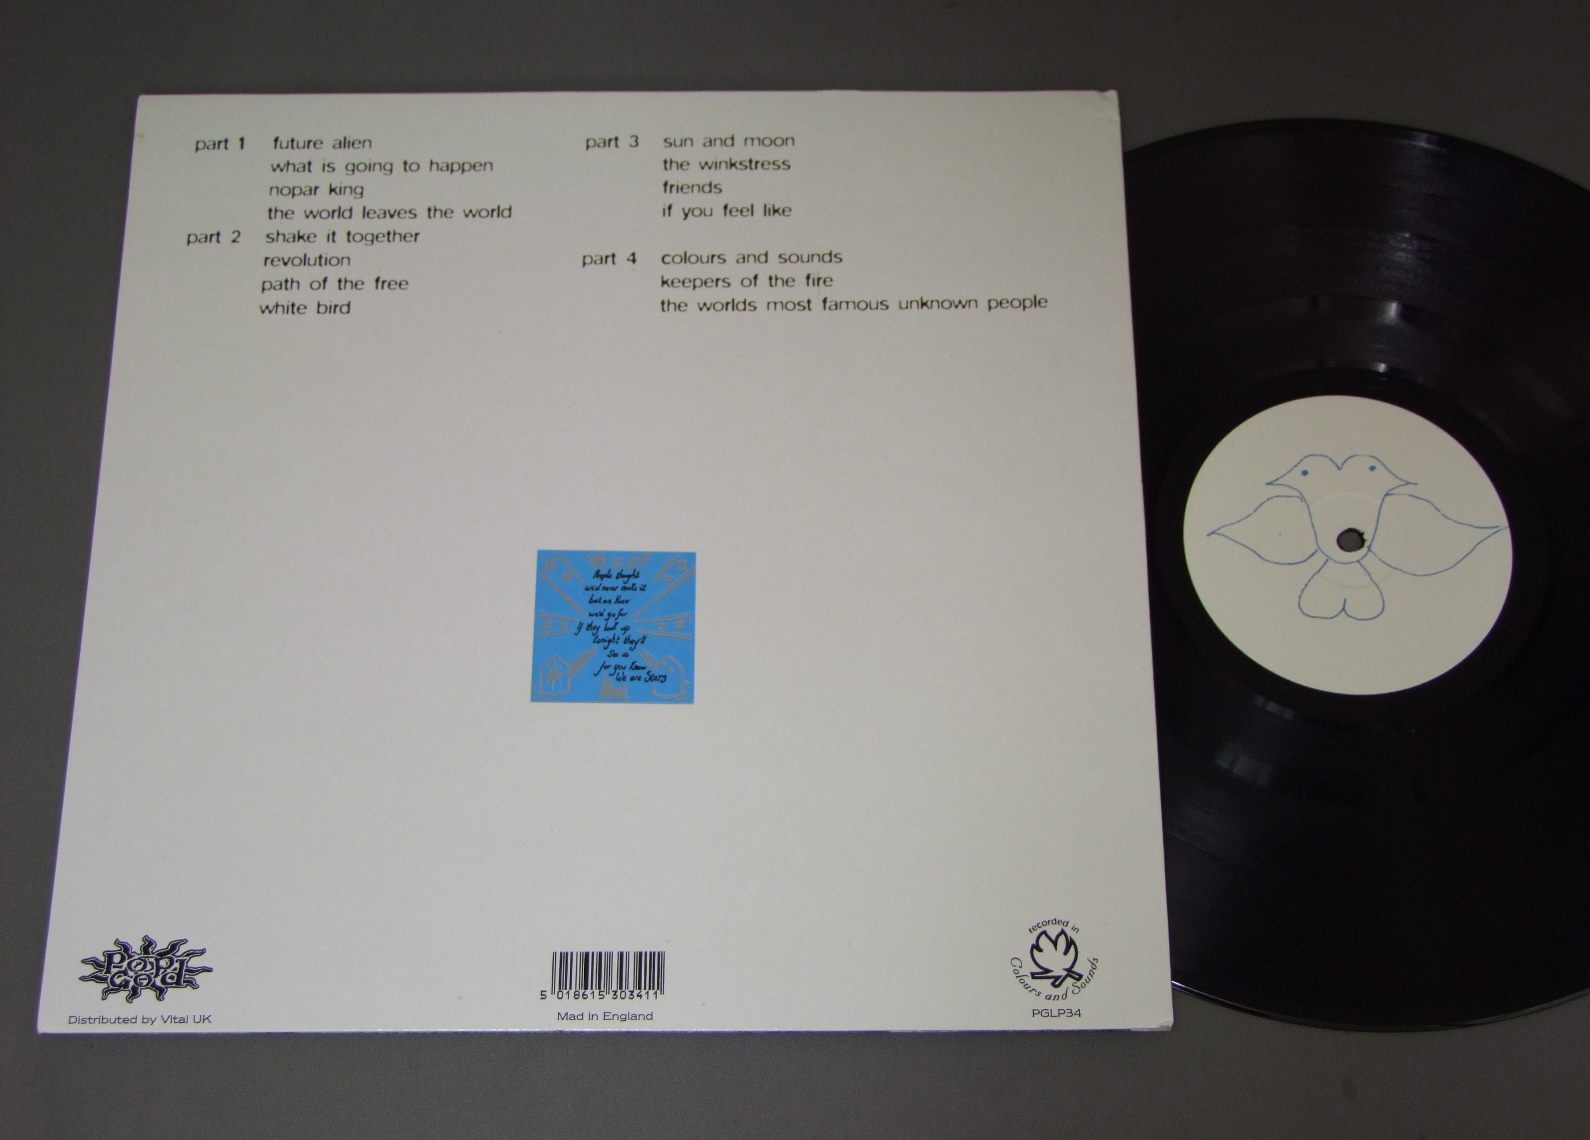 part 1 future alien
what is going to happen
nopar king
the world leaves the world
part 2 shake it together
revolution
path of the free
white bird
part 3 sun and moon
the winkstress
friends
if you feel like
part 4 colours and sounds
keepers of the fire
the worlds most famous unknown people
People thought
we'd never make it
but we knew
we'd go far
If they look up
tonight they'll
See us
for you know
We are Stars
POP
GOD
Distributed by Vital UK
5 018615 303411
Mad in England
recorded in
Colours and Sounds
PGLP34